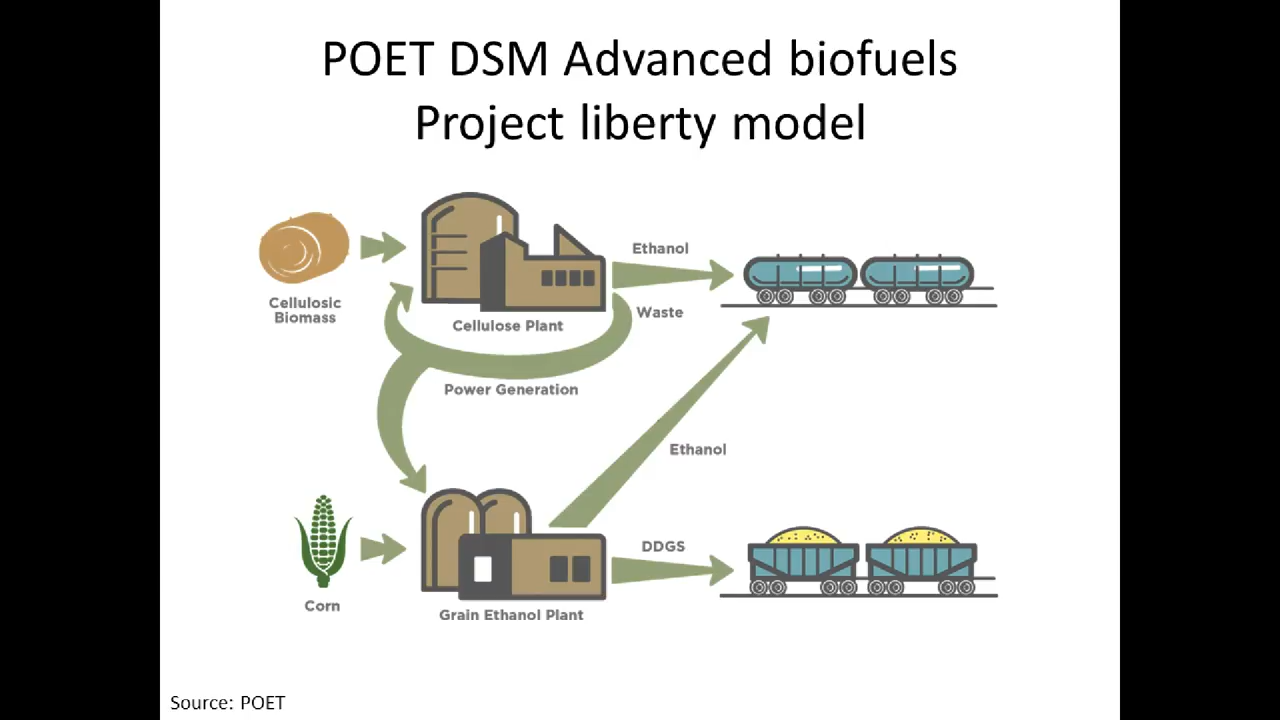 POET DSM Advanced biofuels
Project liberty model
Ethanol
Cellulosic
Biomass
Cellulose Plant
Waste
Power Generation
Ethanol
DDGS
Corn
Grain Ethanol Plant
Source: POET